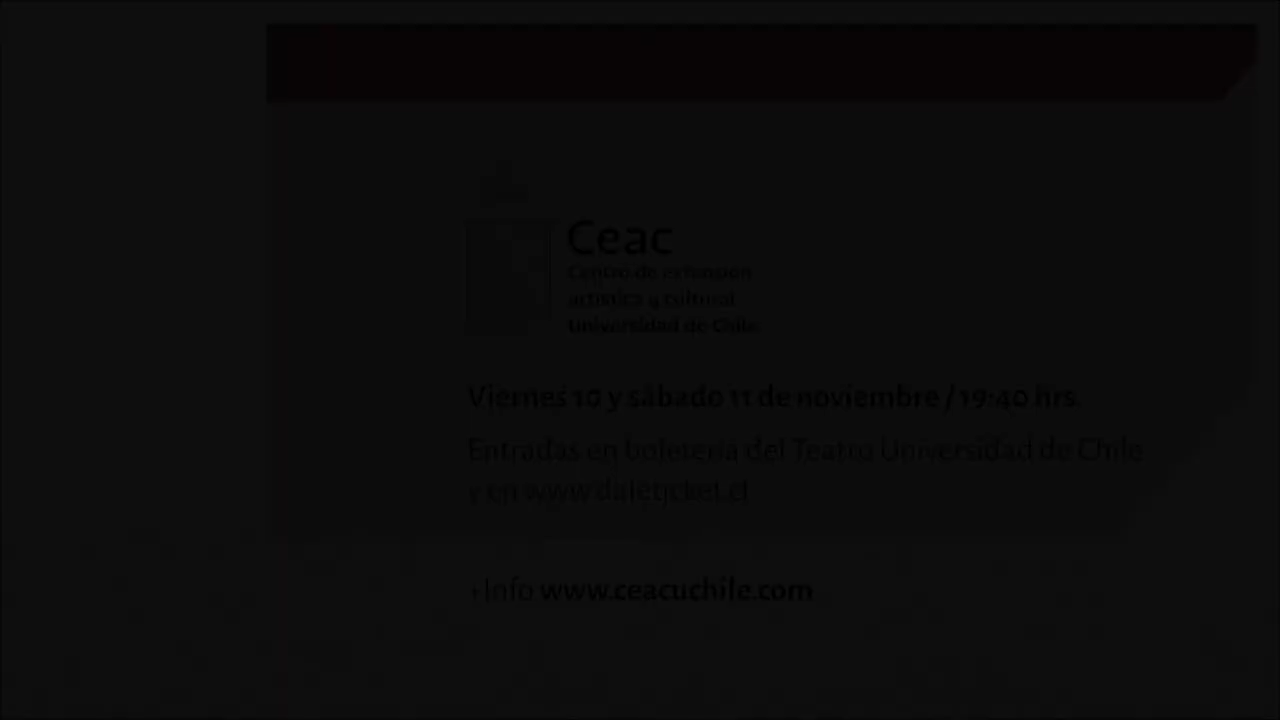 Ceac
Centro de extensión
artística y cultural
Universidad de Chile
Viernes 10 y sábado 11 de noviembre / 19:40 hrs.
Entradas en boletería del Teatro Universidad de Chile
y en www.daleticket.cl
+Info www.ceacuchile.com